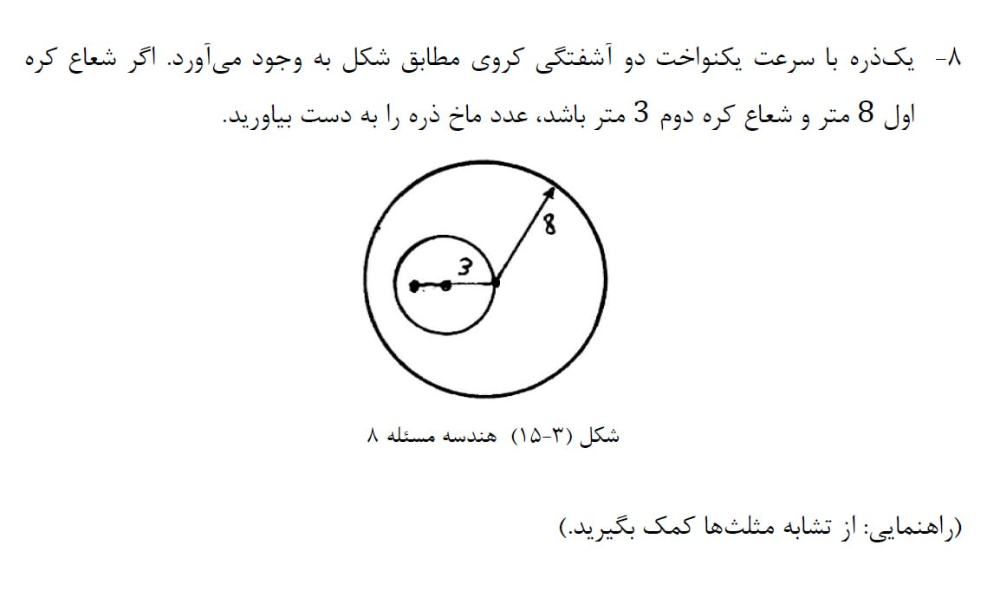 ۸- یک‌ذره با سرعت یکنواخت دو آشفتگی کروی مطابق شکل به وجود می‌آورد. اگر شعاع کره
اول 8 متر و شعاع کره دوم 3 متر باشد، عدد ماخ ذره را به دست بیاورید.
8
3
شکل (۳-۱۵) هندسه مسئله ۸
(راهنمایی: از تشابه مثلث‌ها کمک بگیرید.)